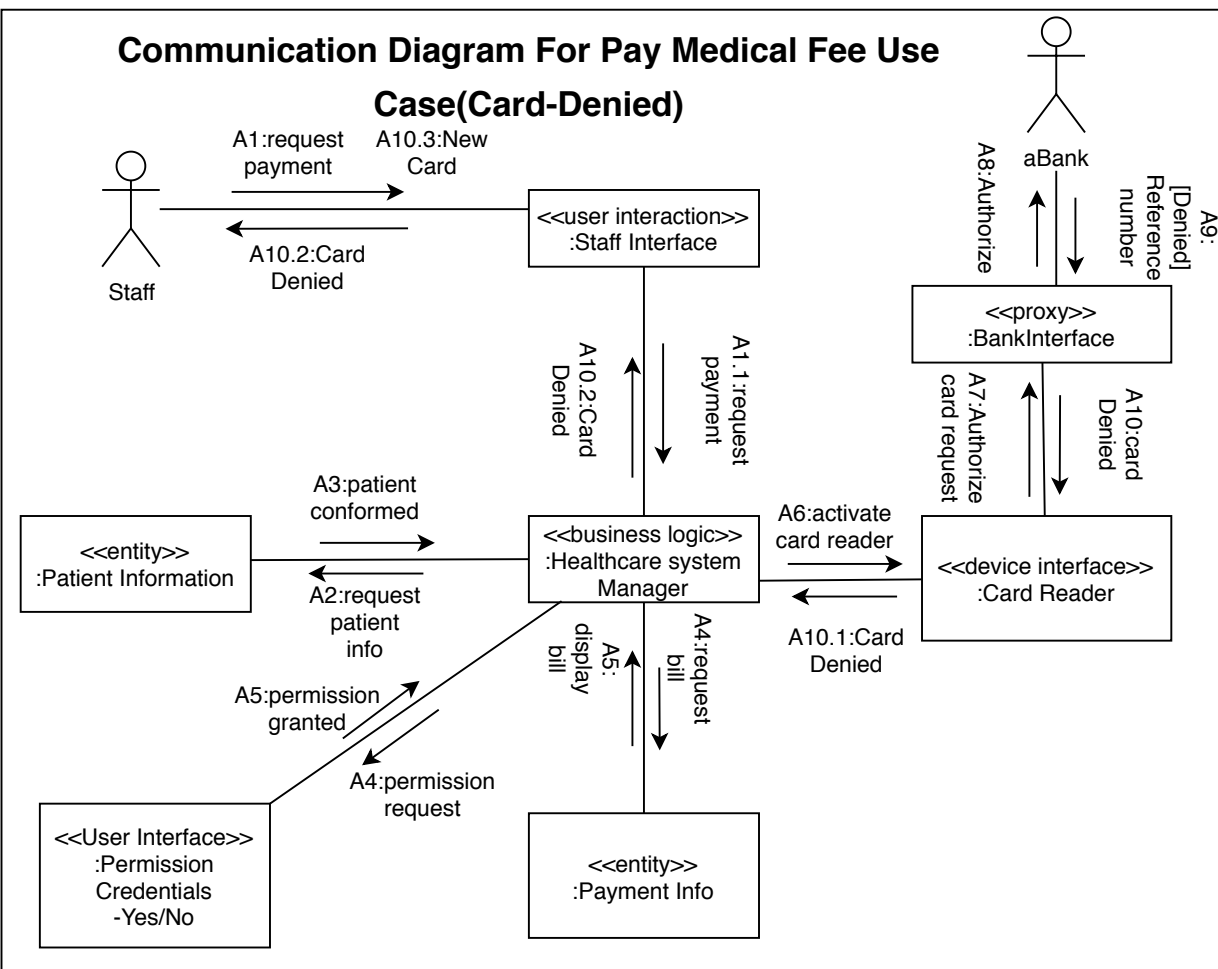 Communication Diagram For Pay Medical Fee Use
Case(Card-Denied)
A1:request
payment
A10.3:New
Card
A10.2:Card
Denied
Staff
<<user interaction>>
:Staff Interface
aBank
A8:Authorize
A9:
[Denied]
Reference
number
<<proxy>>
:BankInterface
A10.2:Card
Denied
A1.1:request
payment
A7:Authorize
card request
A10:card
Denied
A3:patient
conformed
A2:request
patient
info
<<entity>>
:Patient Information
<<business logic>>
:Healthcare system
Manager
A6:activate
card reader
A10.1:Card
Denied
<<device interface>>
:Card Reader
A5:permission
granted
A4:permission
request
A5:
display
bill
A4:request
bill
<<User Interface>>
:Permission
Credentials
-Yes/No
<<entity>>
:Payment Info